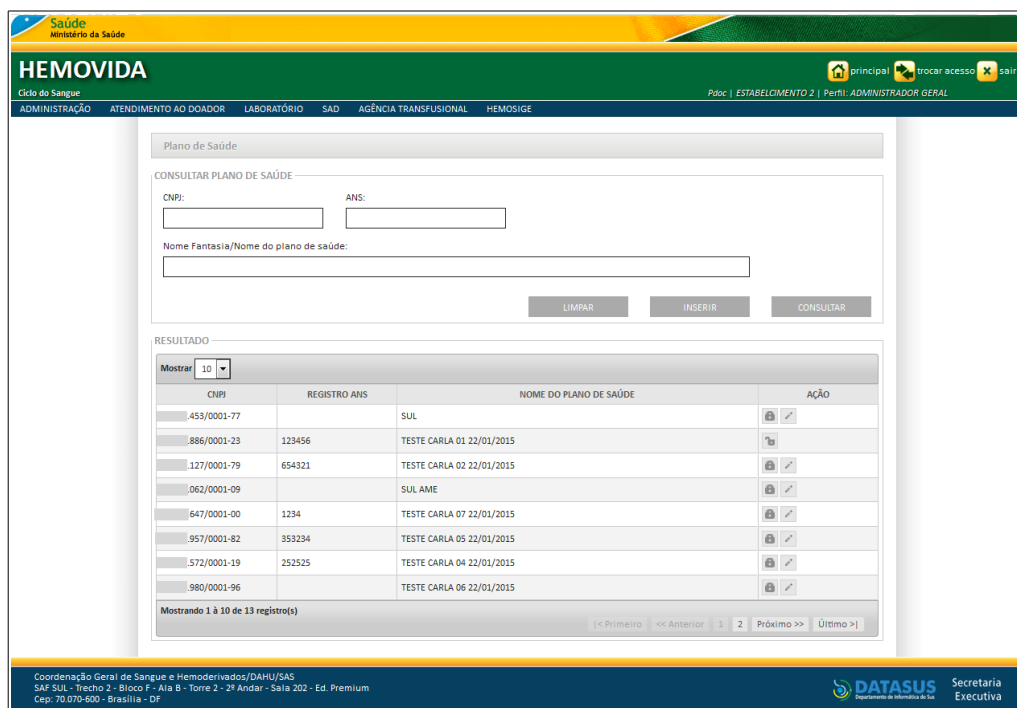 Saúde
Ministério da Saúde
HEMOVIDA
Ciclo do Sangue
principal trocar acesso sair
Pdoc | ESTABELCIMENTO 2 | Perfil: ADMINISTRADOR GERAL
ADMINISTRAÇÃO ATENDIMENTO AO DOADOR LABORATÓRIO SAD AGÊNCIA TRANSFUSIONAL HEMOSIGE
Plano de Saúde
CONSULTAR PLANO DE SAÚDE
CNPJ: ANS:
Nome Fantasia/Nome do plano de saúde:
LIMPAR INSERIR CONSULTAR
RESULTADO
Mostrar 10
CNPJ REGISTRO ANS NOME DO PLANO DE SAÚDE AÇÃO
.453/0001-77 SUL
.886/0001-23 123456 TESTE CARLA 01 22/01/2015
.127/0001-79 654321 TESTE CARLA 02 22/01/2015
.062/0001-09 SUL AME
647/0001-00 1234 TESTE CARLA 07 22/01/2015
.957/0001-82 353234 TESTE CARLA 05 22/01/2015
.572/0001-19 252525 TESTE CARLA 04 22/01/2015
.980/0001-96 TESTE CARLA 06 22/01/2015
Mostrando 1 à 10 de 13 registro(s)
|< Primeiro << Anterior 1 2 Próximo >> Último >|
Coordenação Geral de Sangue e Hemoderivados/DAHU/SAS
SAF SUL - Trecho 2 - Bloco F - Ala B - Torre 2 - 2º Andar - Sala 202 - Ed. Premium
Cep: 70.070-600 - Brasília - DF
DATASUS
Departamento de Informática do Sus
Secretaria
Executiva